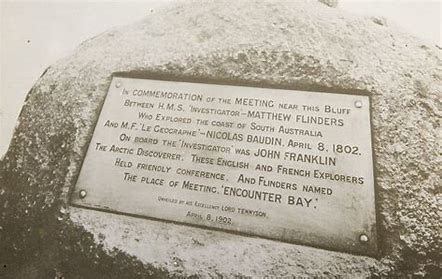 IN COMMEMORATION OF THE MEETING NEAR THIS BLUFF
BETWEEN H.M.S. 'INVESTIGATOR - MATTHEW FLINDERS
WHO EXPLORED THE COAST OF SOUTH AUSTRALIA
AND M.F. 'LE GEOGRAPHE' - NICOLAS BAUDIN, APRIL 8, 1802.
ON BOARD THE 'INVESTIGATOR' WAS JOHN FRANKLIN
THE ARCTIC DISCOVERER. THESE ENGLISH AND FRENCH EXPLORERS
HELD FRIENDLY CONFERENCE. AND FLINDERS NAMED
THE PLACE OF MEETING, 'ENCOUNTER BAY.'
UNVEILED BY HIS EXCELLENCY LORD TENNYSON.
APRIL 8, 1902.